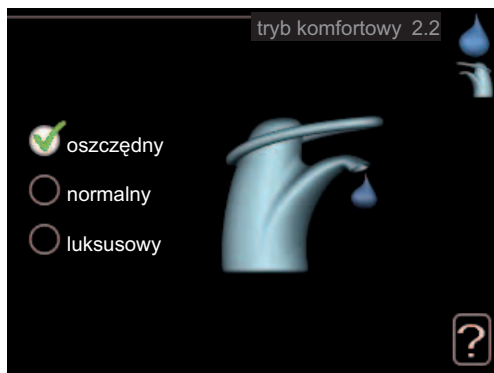 tryb komfortowy 2.2
oszczędny
normalny
luksusowy
?